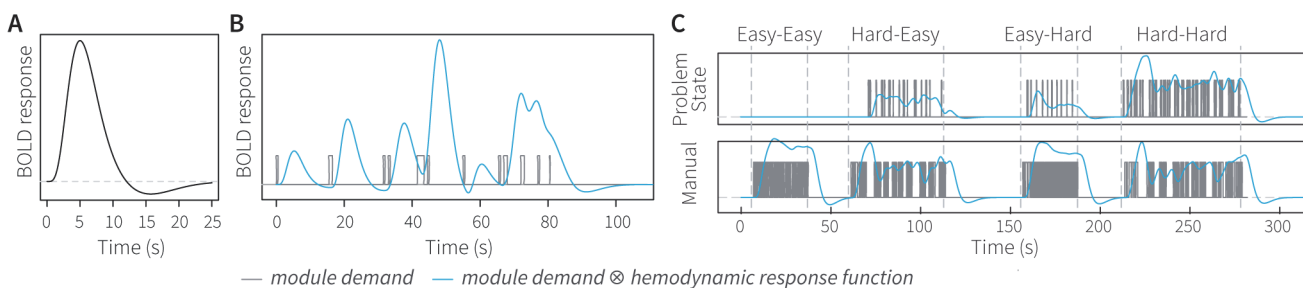 A
BOLD response
0 5 10 15 20 25
Time (s)
B
BOLD response
0 20 40 60 80 100
Time (s)
C
Easy-Easy Hard-Easy Easy-Hard Hard-Hard
Problem
State
Manual
0 50 100 150 200 250 300
Time (s)
module demand module demand ⊗ hemodynamic response function